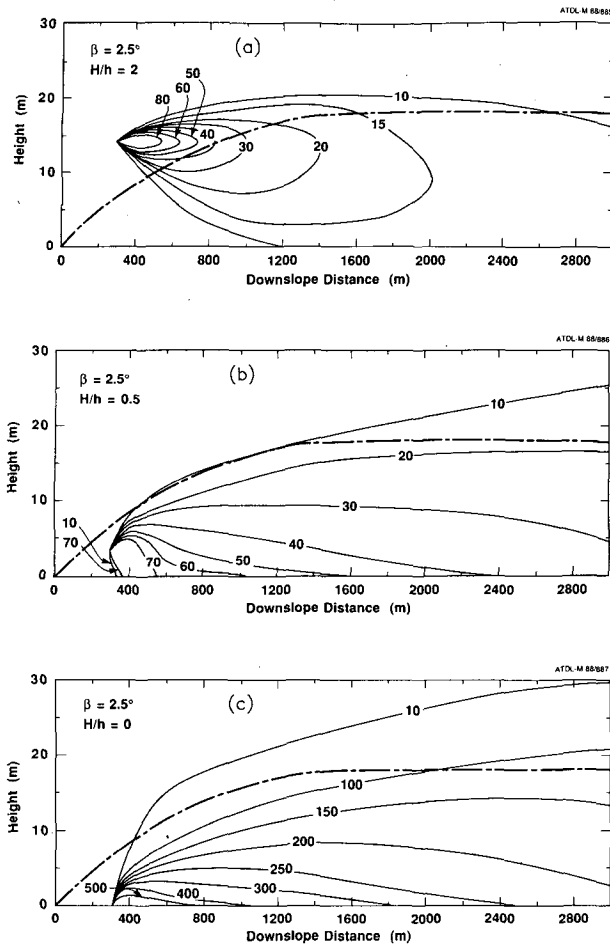 ATDL-M 88/885
(a)
β = 2.5°
H/h = 2
50
60
80
40
30
20
15
10
30
20
10
0
Height (m)
0 400 800 1200 1600 2000 2400 2800
Downslope Distance (m)
ATDL-M 88/886
(b)
β = 2.5°
H/h = 0.5
10
20
30
40
50
60
70
10
70
30
20
10
0
Height (m)
0 400 800 1200 1600 2000 2400 2800
Downslope Distance (m)
ATDL-M 88/887
(c)
β = 2.5°
H/h = 0
10
100
150
200
250
300
400
500
30
20
10
0
Height (m)
0 400 800 1200 1600 2000 2400 2800
Downslope Distance (m)